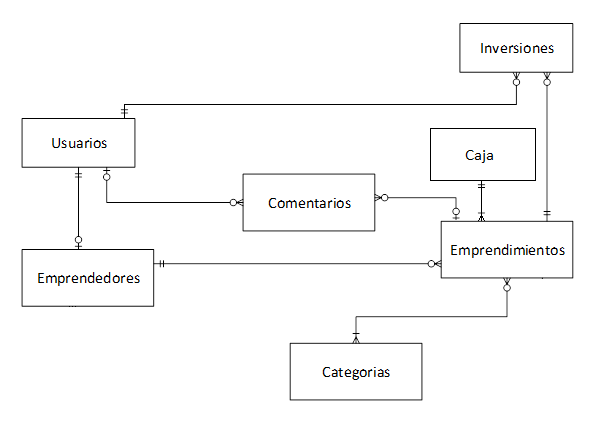 Inversiones
Usuarios
Caja
Comentarios
Emprendimientos
Emprendedores
Categorias